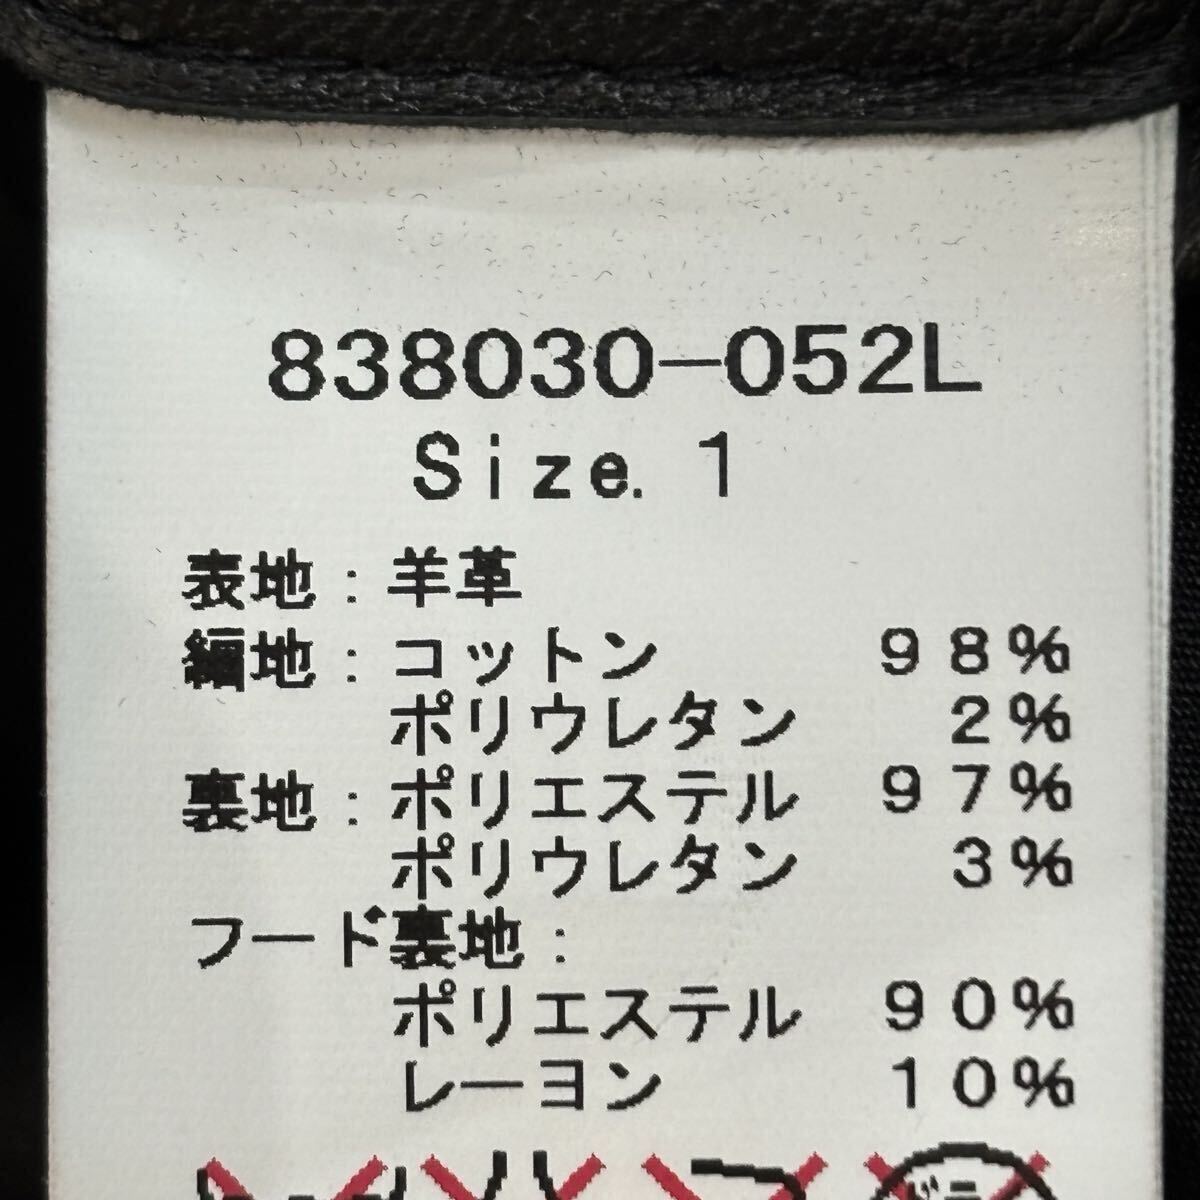 838030-052L
Size. 1
表地:羊革
編地:コットン 98%
ポリウレタン 2%
裏地:ポリエステル 97%
ポリウレタン 3%
フード裏地:
ポリエステル 90%
レーヨン 10%